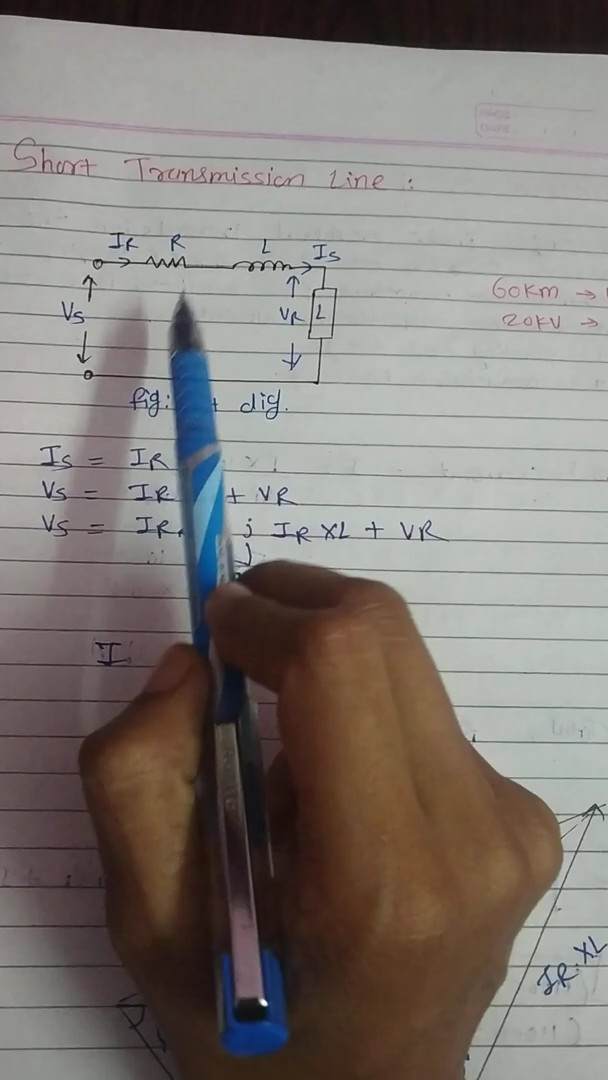 Short Transmission Line :
IR R L IS
60Km →
VS VR L
20KV →
fig: dig.
IS = IR
VS = IR + VR
VS = IR j IR XL + VR
j
I
IR XL